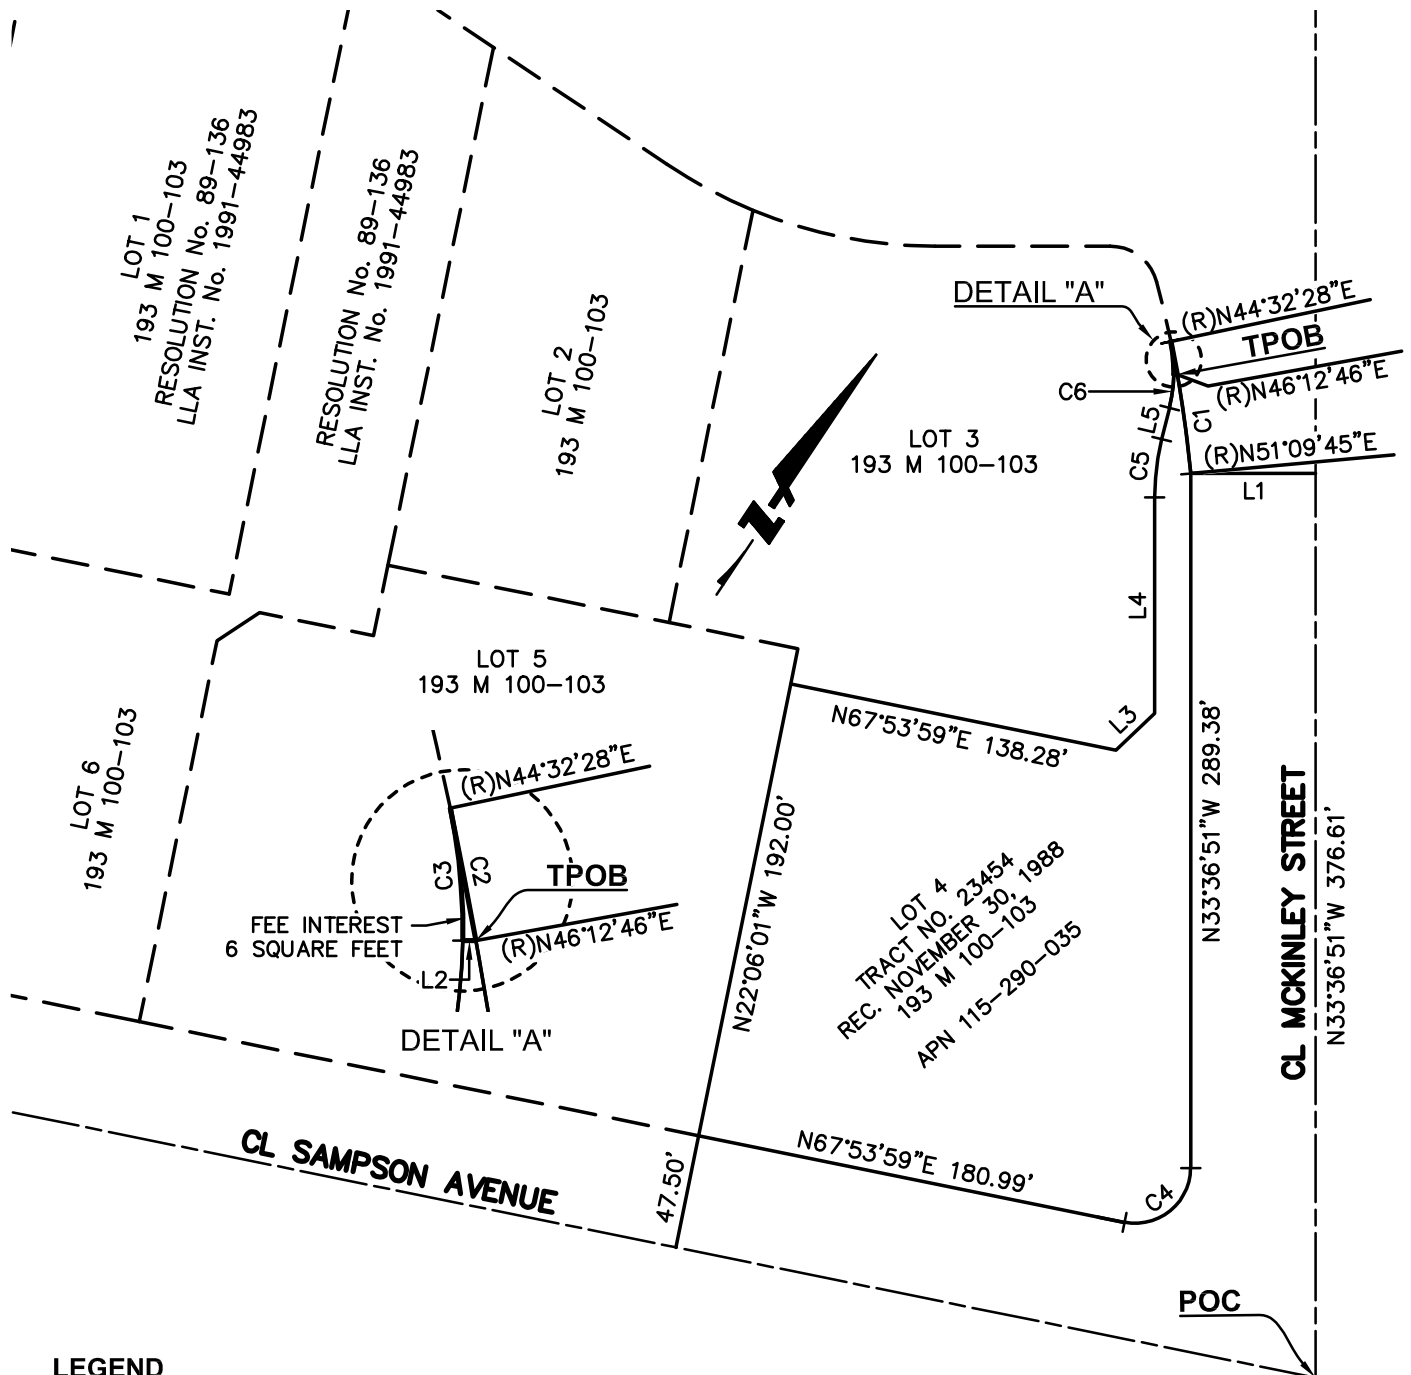 LOT 1
193 M 100-103
RESOLUTION No. 89-136
LLA INST. No. 1991-44983
RESOLUTION No. 89-136
LLA INST. No. 1991-44983
LOT 2
193 M 100-103
DETAIL "A"
(R)N44°32'28"E
TPOB
(R)N46°12'46"E
C6
L5
C1
C5
(R)N51°09'45"E
L1
LOT 3
193 M 100-103
N
L4
L3
LOT 5
193 M 100-103
N67°53'59"E 138.28'
LOT 6
193 M 100-103
(R)N44°32'28"E
C3
C2
TPOB
FEE INTEREST
6 SQUARE FEET
(R)N46°12'46"E
L2
DETAIL "A"
N22°06'01"W 192.00'
LOT 4
TRACT NO. 23454
REC. NOVEMBER 30, 1988
193 M 100-103
APN 115-290-035
N33°36'51"W 289.38'
CL MCKINLEY STREET
N33°36'51"W 376.61'
CL SAMPSON AVENUE
47.50'
N67°53'59"E 180.99'
C4
POC
LEGEND